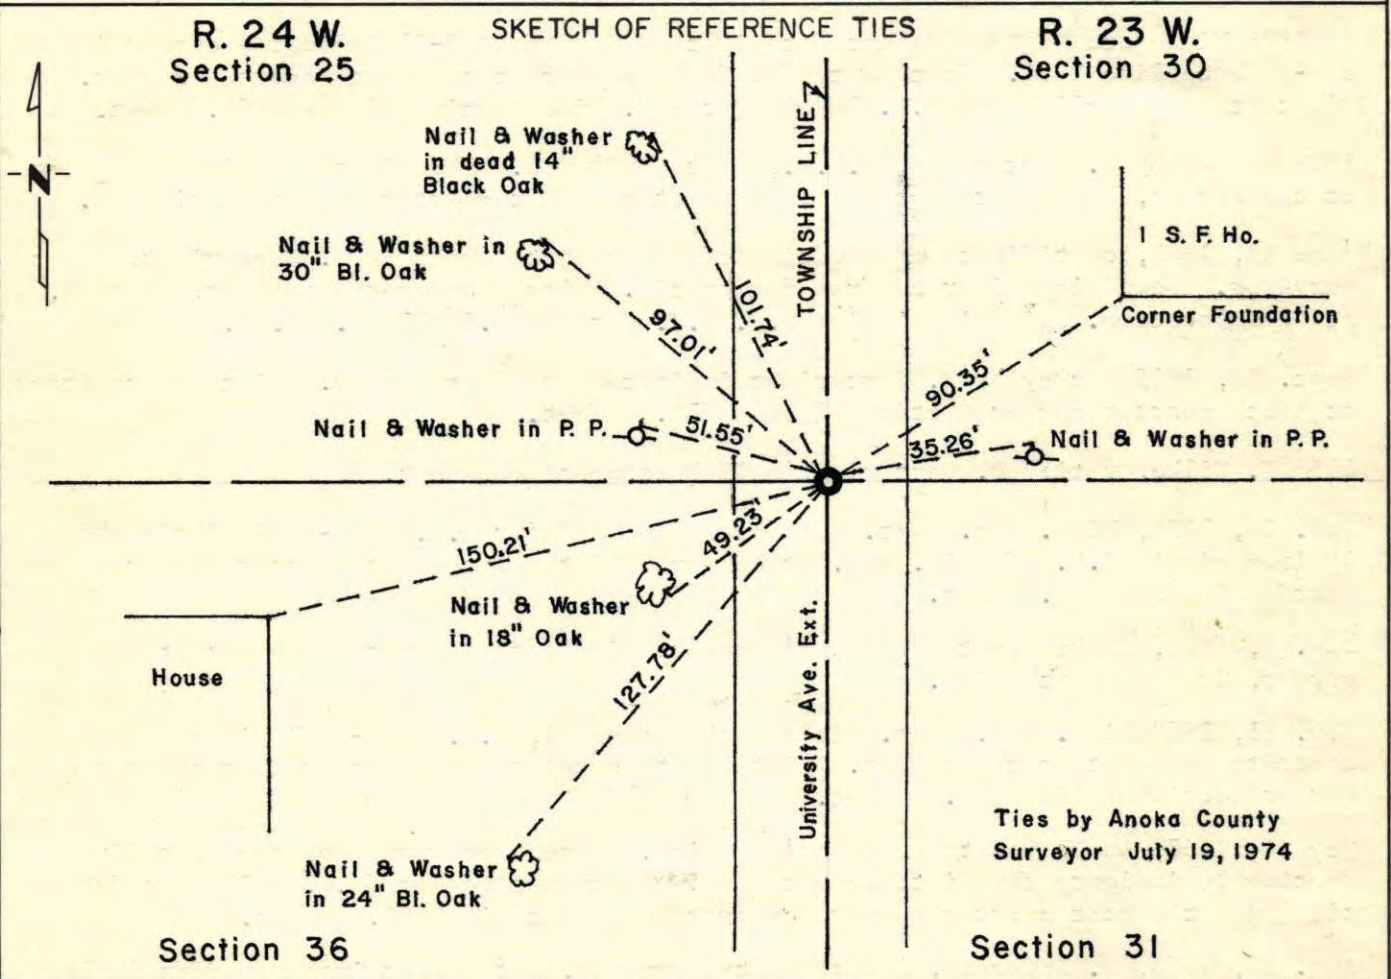 SKETCH OF REFERENCE TIES
R. 24 W.
Section 25
R. 23 W.
Section 30
N
TOWNSHIP LINE
Nail & Washer
in dead 14"
Black Oak
Nail & Washer in
30" Bl. Oak
1 S. F. Ho.
Corner Foundation
101.74'
97.01'
90.35'
Nail & Washer in P. P.
51.55'
35.26'
Nail & Washer in P. P.
150.21'
49.23'
Nail & Washer
in 18" Oak
127.78'
House
University Ave. Ext.
Nail & Washer
in 24" Bl. Oak
Ties by Anoka County
Surveyor July 19, 1974
Section 36
Section 31